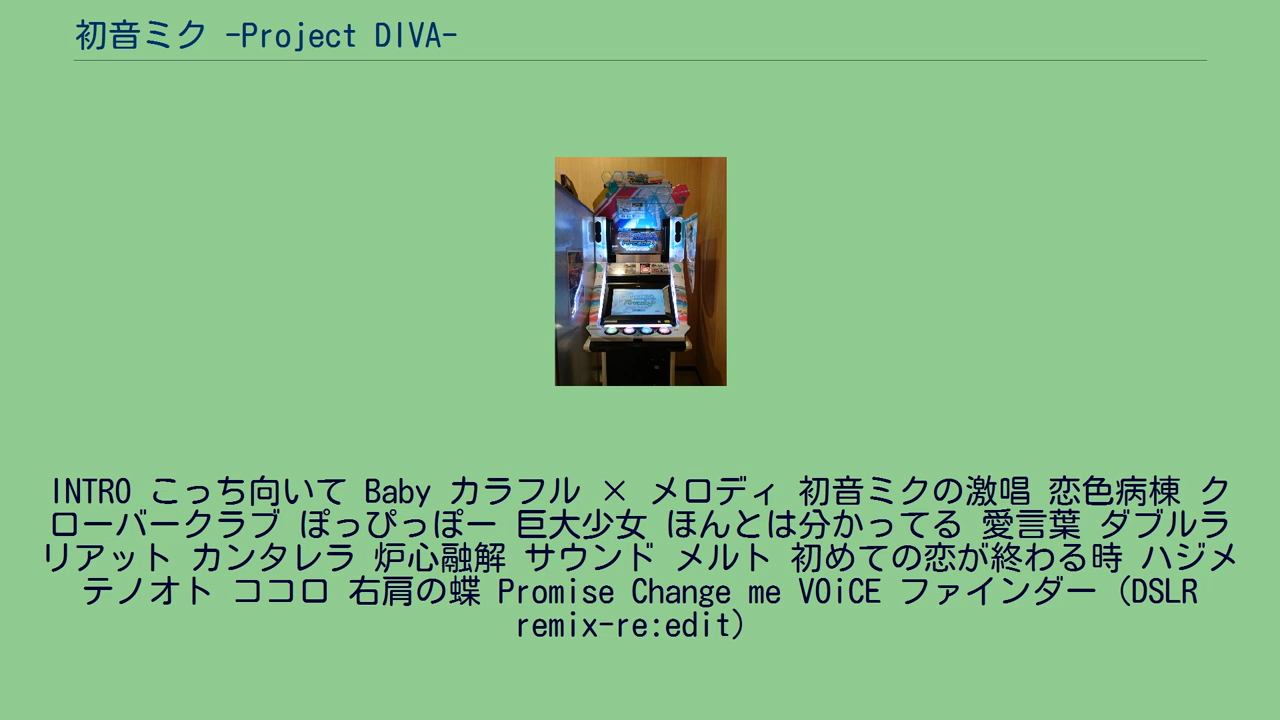 初音ミク -Project DIVA-
INTRO こっち向いて Baby カラフル × メロディ 初音ミクの激唱 恋色病棟 ク
ローバークラブ ぽっぴっぽー 巨大少女 ほんとは分かってる 愛言葉 ダブルラ
リアット カンタレラ 炉心融解 サウンド メルト 初めての恋が終わる時 ハジメ
テノオト ココロ 右肩の蝶 Promise Change me VOiCE ファインダー (DSLR
remix-re:edit)